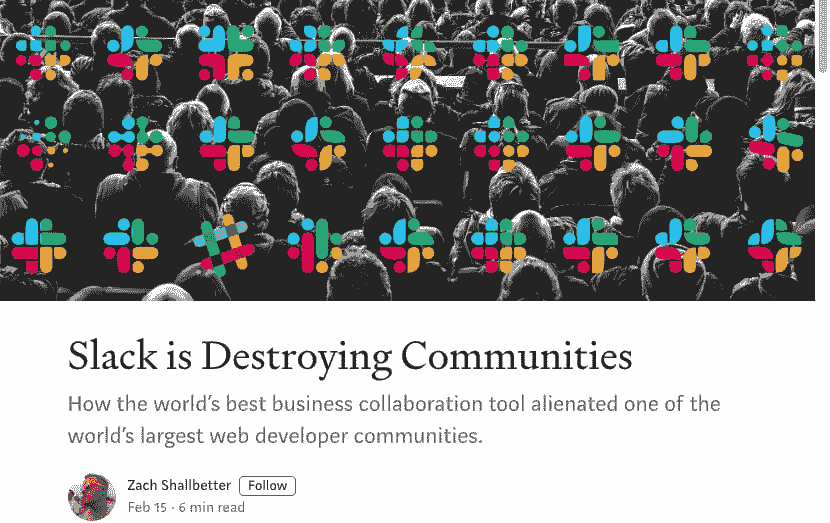 Slack is Destroying Communities
How the world's best business collaboration tool alienated one of the
world's largest web developer communities.
Zach Shallbetter Follow
Feb 15 · 6 min read